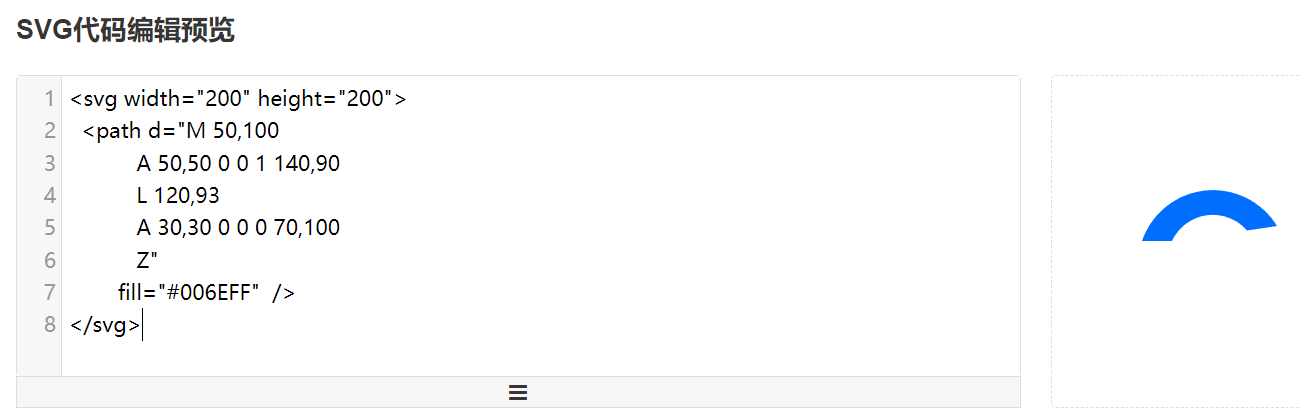 SVG代码编辑预览
1 <svg width="200" height="200">
2 <path d="M 50,100
3 A 50,50 0 0 1 140,90
4 L 120,93
5 A 30,30 0 0 0 70,100
6 Z"
7 fill="#006EFF" />
8 </svg>